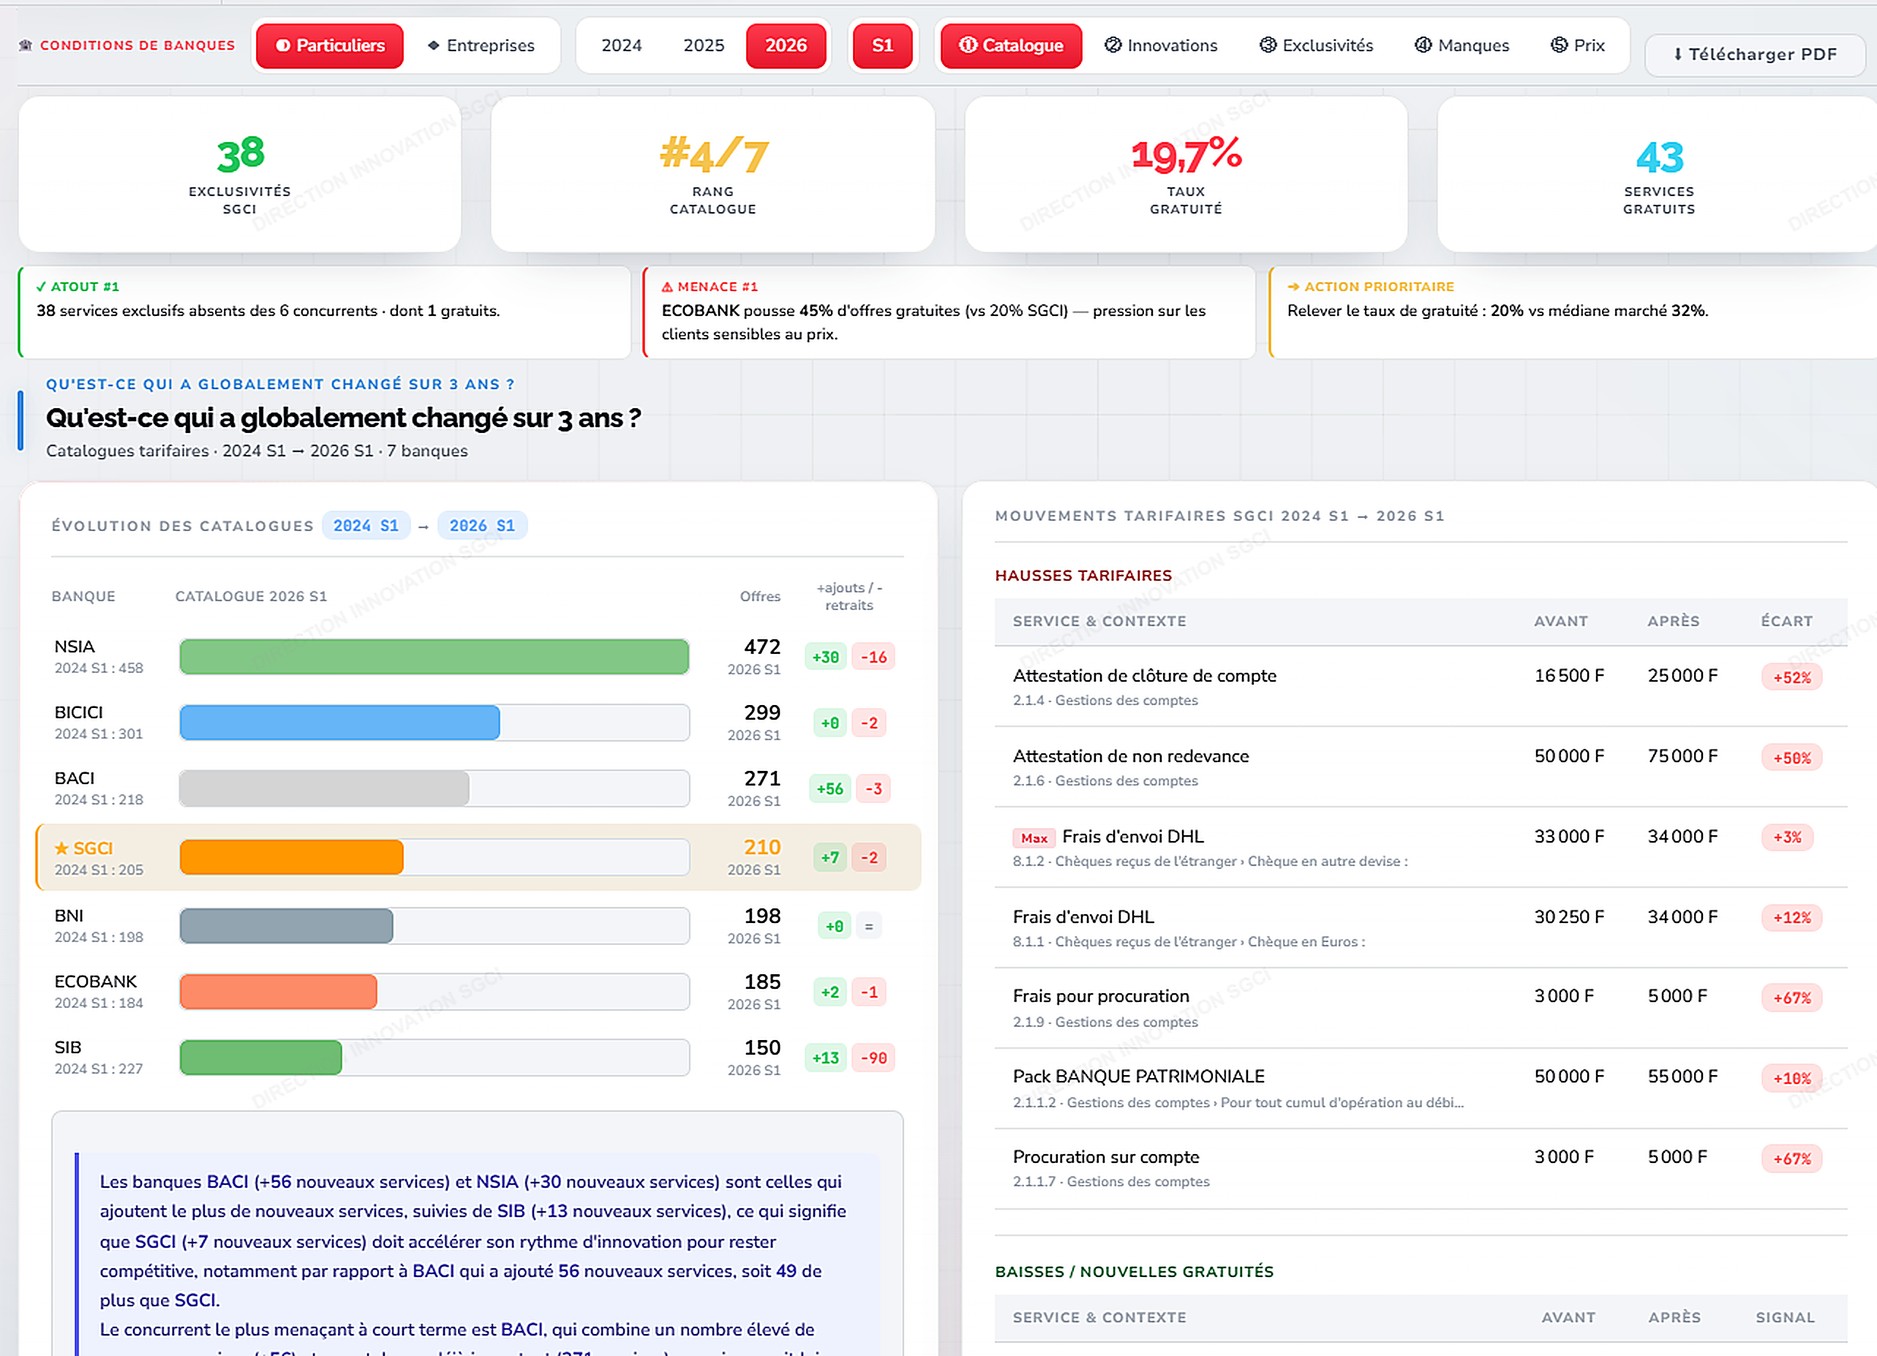 CONDITIONS DE BANQUES
Particuliers
Entreprises
2024
2025
2026
S1
① Catalogue
② Innovations
③ Exclusivités
④ Manques
⑤ Prix
⬇ Télécharger PDF
38
EXCLUSIVITÉS
SGCI
#4/7
RANG
CATALOGUE
19,7%
TAUX
GRATUITÉ
43
SERVICES
GRATUITS
✓ ATOUT #1
38 services exclusifs absents des 6 concurrents · dont 1 gratuits.
⚠ MENACE #1
ECOBANK pousse 45% d'offres gratuites (vs 20% SGCI) — pression sur les
clients sensibles au prix.
➔ ACTION PRIORITAIRE
Relever le taux de gratuité : 20% vs médiane marché 32%.
QU'EST-CE QUI A GLOBALEMENT CHANGÉ SUR 3 ANS ?
Qu'est-ce qui a globalement changé sur 3 ans ?
Catalogues tarifaires · 2024 S1 → 2026 S1 · 7 banques
ÉVOLUTION DES CATALOGUES 2024 S1 → 2026 S1
BANQUE CATALOGUE 2026 S1 Offres +ajouts / -
retraits
NSIA 472 +30 -16
2024 S1 : 458 2026 S1
BICICI 299 +0 -2
2024 S1 : 301 2026 S1
BACI 271 +56 -3
2024 S1 : 218 2026 S1
★ SGCI 210 +7 -2
2024 S1 : 205 2026 S1
BNI 198 +0 =
2024 S1 : 198 2026 S1
ECOBANK 185 +2 -1
2024 S1 : 184 2026 S1
SIB 150 +13 -90
2024 S1 : 227 2026 S1
Les banques BACI (+56 nouveaux services) et NSIA (+30 nouveaux services) sont celles qui
ajoutent le plus de nouveaux services, suivies de SIB (+13 nouveaux services), ce qui signifie
que SGCI (+7 nouveaux services) doit accélérer son rythme d'innovation pour rester
compétitive, notamment par rapport à BACI qui a ajouté 56 nouveaux services, soit 49 de
plus que SGCI.
Le concurrent le plus menaçant à court terme est BACI, qui combine un nombre élevé de
MOUVEMENTS TARIFAIRES SGCI 2024 S1 → 2026 S1
HAUSSES TARIFAIRES
SERVICE & CONTEXTE AVANT APRÈS ÉCART
Attestation de clôture de compte 16 500 F 25 000 F +52%
2.1.4 · Gestions des comptes
Attestation de non redevance 50 000 F 75 000 F +50%
2.1.6 · Gestions des comptes
Max Frais d'envoi DHL 33 000 F 34 000 F +3%
8.1.2 · Chèques reçus de l'étranger › Chèque en autre devise :
Frais d'envoi DHL 30 250 F 34 000 F +12%
8.1.1 · Chèques reçus de l'étranger › Chèque en Euros :
Frais pour procuration 3 000 F 5 000 F +67%
2.1.9 · Gestions des comptes
Pack BANQUE PATRIMONIALE 50 000 F 55 000 F +10%
2.1.1.2 · Gestions des comptes › Pour tout cumul d'opération au débi...
Procuration sur compte 3 000 F 5 000 F +67%
2.1.1.7 · Gestions des comptes
BAISSES / NOUVELLES GRATUITÉS
SERVICE & CONTEXTE AVANT APRÈS SIGNAL
DIRECTION INNOVATION SGCI